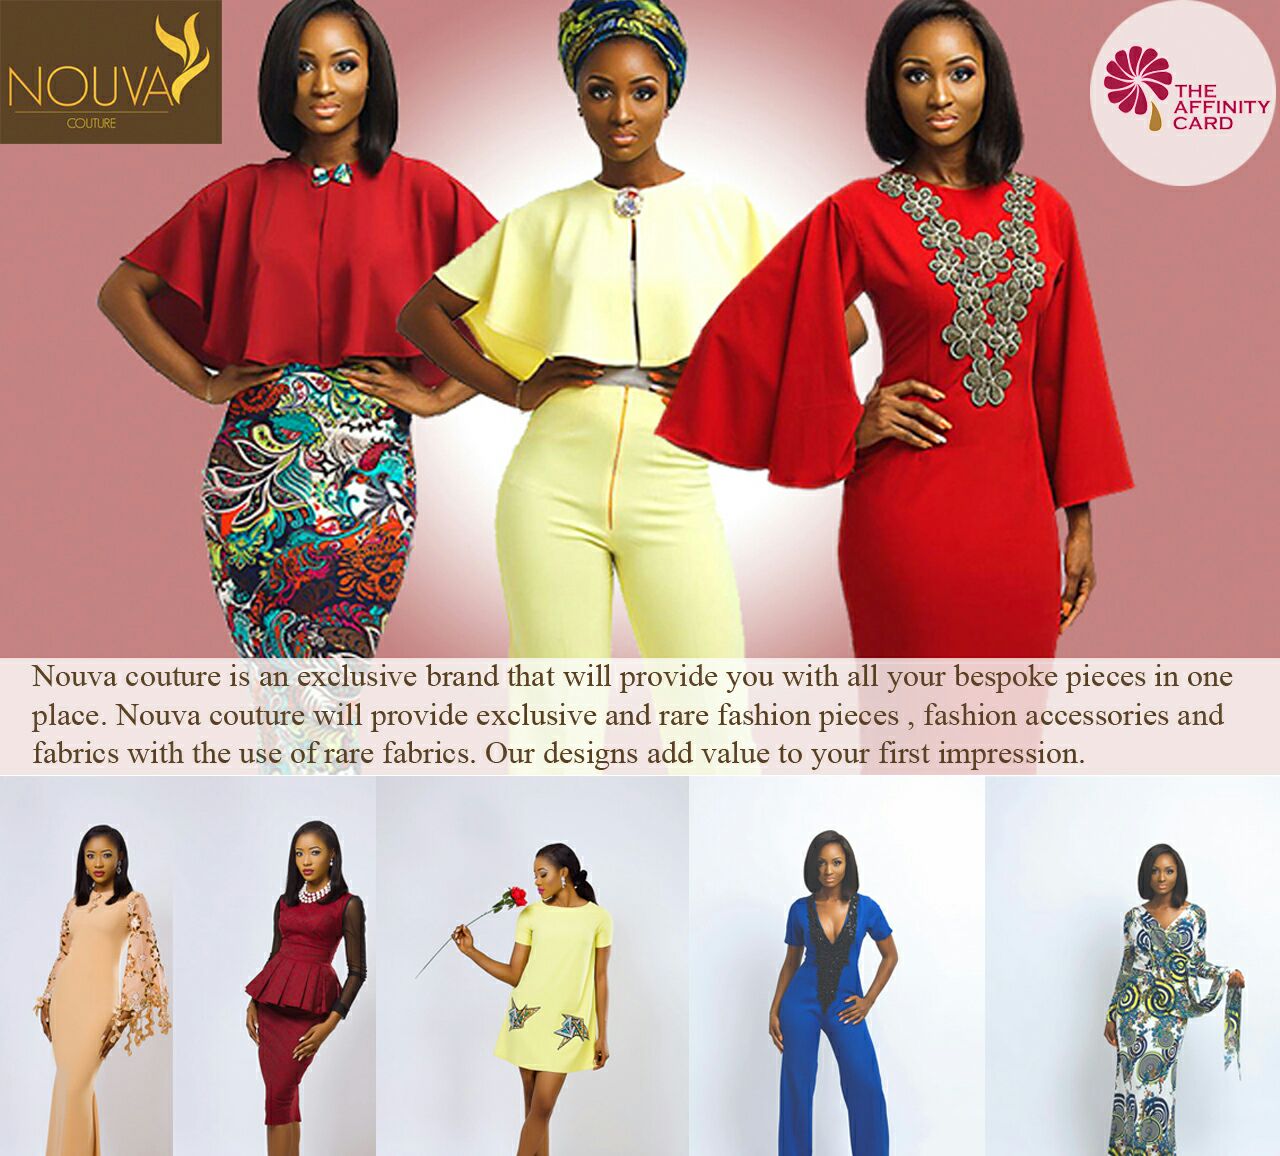 NOUVA
COUTURE
THE
AFFINITY
CARD
Nouva couture is an exclusive brand that will provide you with all your bespoke pieces in one
place. Nouva couture will provide exclusive and rare fashion pieces , fashion accessories and
fabrics with the use of rare fabrics. Our designs add value to your first impression.